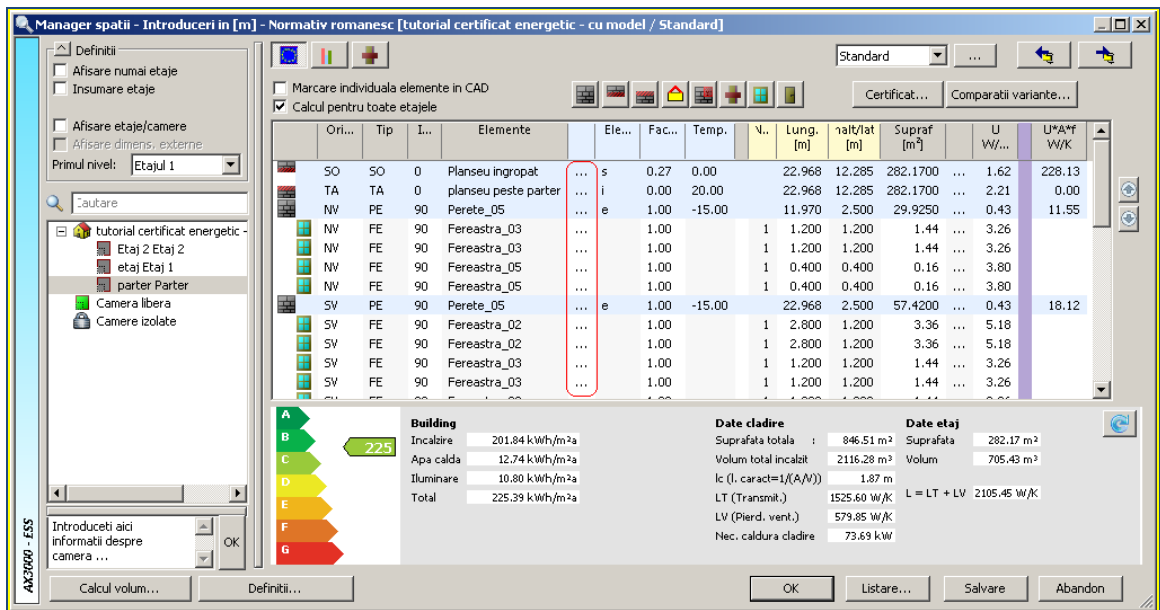 Manager spatii - Introduceri in [m] - Normativ romanesc [tutorial certificat energetic - cu model / Standard]
Definitii
Afisare numai etaje
Insumare etaje
Afisare etaje/camere
Afisare dimens. externe
Primul nivel: Etajul 1
tutorial certificat energetic -
Etaj 2 Etaj 2
etaj Etaj 1
parter Parter
Camera libera
Camere izolate
Introduceti aici
informatii despre
camera ...
OK
AX3000 - ESS
Standard ...
Marcare individuala elemente in CAD
Calcul pentru toate etajele
Certificat... Comparatii variante...
Ori... Tip I... Elemente Ele... Fac... Temp. Lung. Supraf U U*A*f
[m] [m] [m²] W/... W/K
SO SO 0 Planseu ingropat ... s 0.27 0.00 22.968 12.285 282.1700 ... 1.62 228.13
TA TA 0 planseu peste parter ... i 0.00 20.00 22.968 12.285 282.1700 ... 2.21 0.00
NV PE 90 Perete_05 ... e 1.00 -15.00 11.970 2.500 29.9250 ... 0.43 11.55
NV FE 90 Fereastra_03 ... 1.00 1 1.200 1.200 1.44 ... 3.26
NV FE 90 Fereastra_03 ... 1.00 1 1.200 1.200 1.44 ... 3.26
NV FE 90 Fereastra_05 ... 1.00 1 0.400 0.400 0.16 ... 3.80
NV FE 90 Fereastra_05 ... 1.00 1 0.400 0.400 0.16 ... 3.80
SV PE 90 Perete_05 ... e 1.00 -15.00 22.968 2.500 57.4200 ... 0.43 18.12
SV FE 90 Fereastra_02 ... 1.00 1 2.800 1.200 3.36 ... 5.18
SV FE 90 Fereastra_02 ... 1.00 1 2.800 1.200 3.36 ... 5.18
SV FE 90 Fereastra_03 ... 1.00 1 1.200 1.200 1.44 ... 3.26
SV FE 90 Fereastra_03 ... 1.00 1 1.200 1.200 1.44 ... 3.26
A
B
C
D
E
F
G
225
Building
Incalzire 201.84 kWh/m²a
Apa calda 12.74 kWh/m²a
Iluminare 10.80 kWh/m²a
Total 225.39 kWh/m²a
Date cladire
Suprafata totala : 846.51 m²
Volum total incalzit 2116.28 m³
lc (l. caract=1/(A/V)) 1.87 m
LT (Transmit.) 1525.60 W/K
LV (Pierd. vent.) 579.85 W/K
Nec. caldura cladire 73.69 kW
Date etaj
Suprafata 282.17 m²
Volum 705.43 m³
L = LT + LV 2105.45 W/K
Calcul volum... Definitii... OK Listare... Salvare Abandon